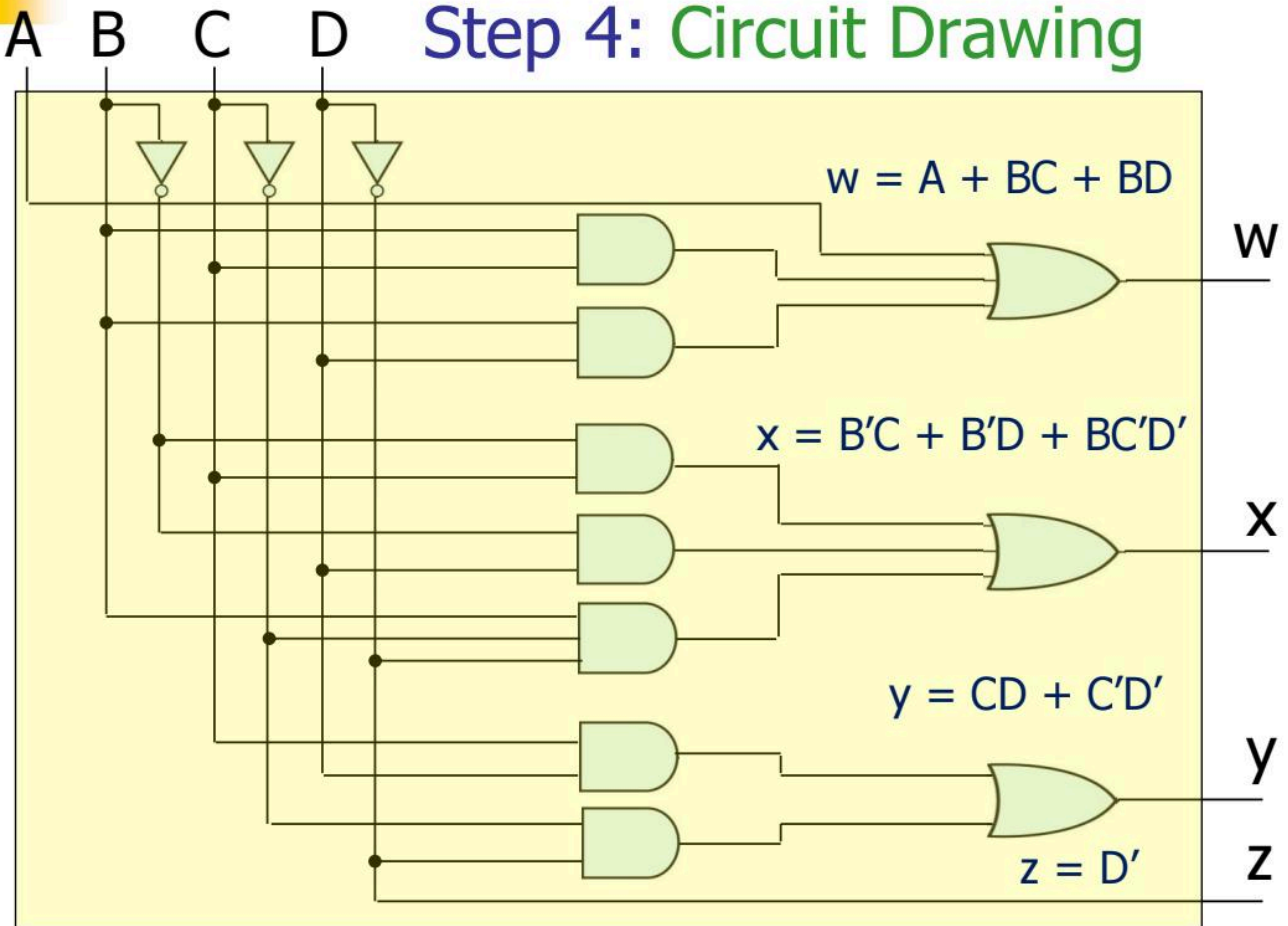 A B C D Step 4: Circuit Drawing
w = A + BC + BD
w
x = B′C + B′D + BC′D′
x
y = CD + C′D′
y
z
z = D′